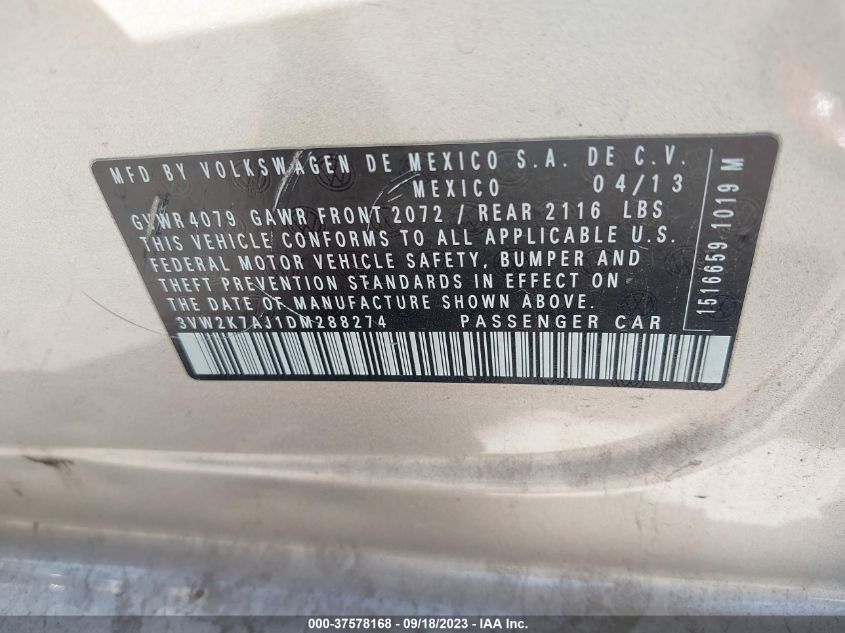 MFD BY VOLKSWAGEN DE MEXICO S.A. DE C.V.
MEXICO 04/13
GVWR 4079 GAWR FRONT 2072 / REAR 2116 LBS
THIS VEHICLE CONFORMS TO ALL APPLICABLE U.S.
FEDERAL MOTOR VEHICLE SAFETY, BUMPER AND
THEFT PREVENTION STANDARDS IN EFFECT ON
THE DATE OF MANUFACTURE SHOWN ABOVE.
3VW2K7AJ1DM288274 PASSENGER CAR
1516659 1019 M
000-37578168 - 09/18/2023 - IAA Inc.